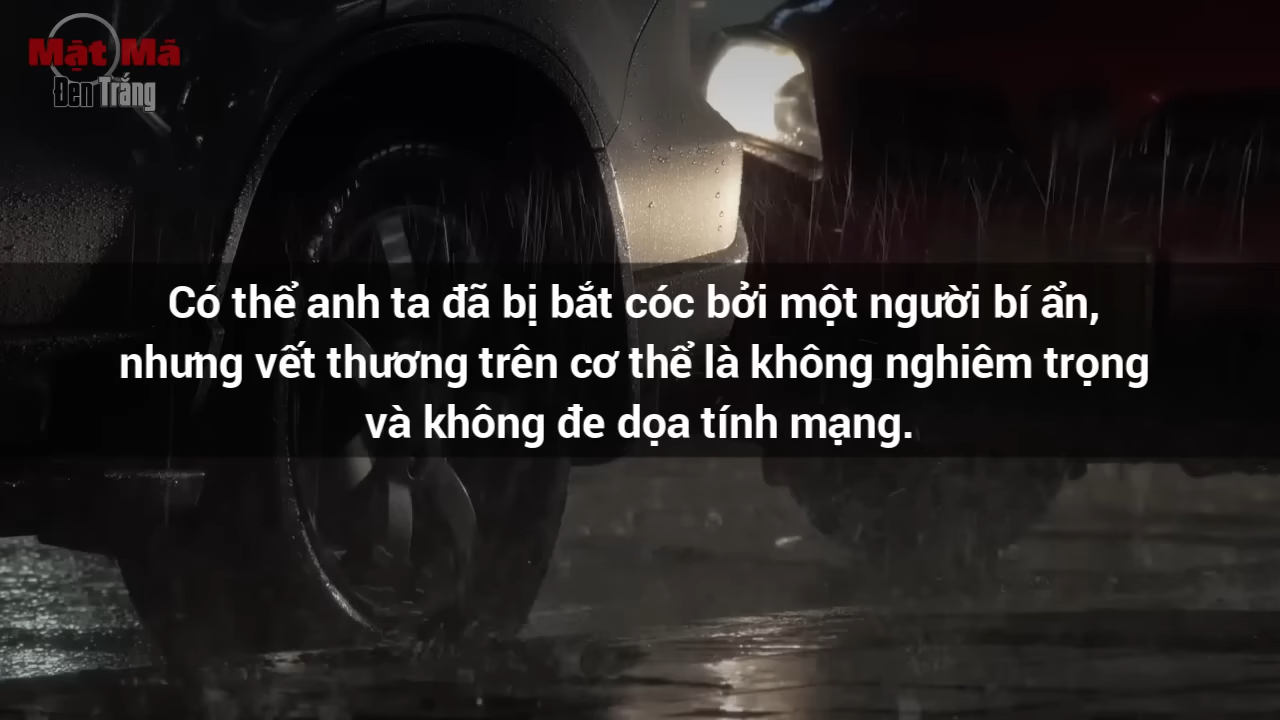 Mật Mã
Đen Trắng
Có thể anh ta đã bị bắt cóc bởi một người bí ẩn,
nhưng vết thương trên cơ thể là không nghiêm trọng
và không đe dọa tính mạng.